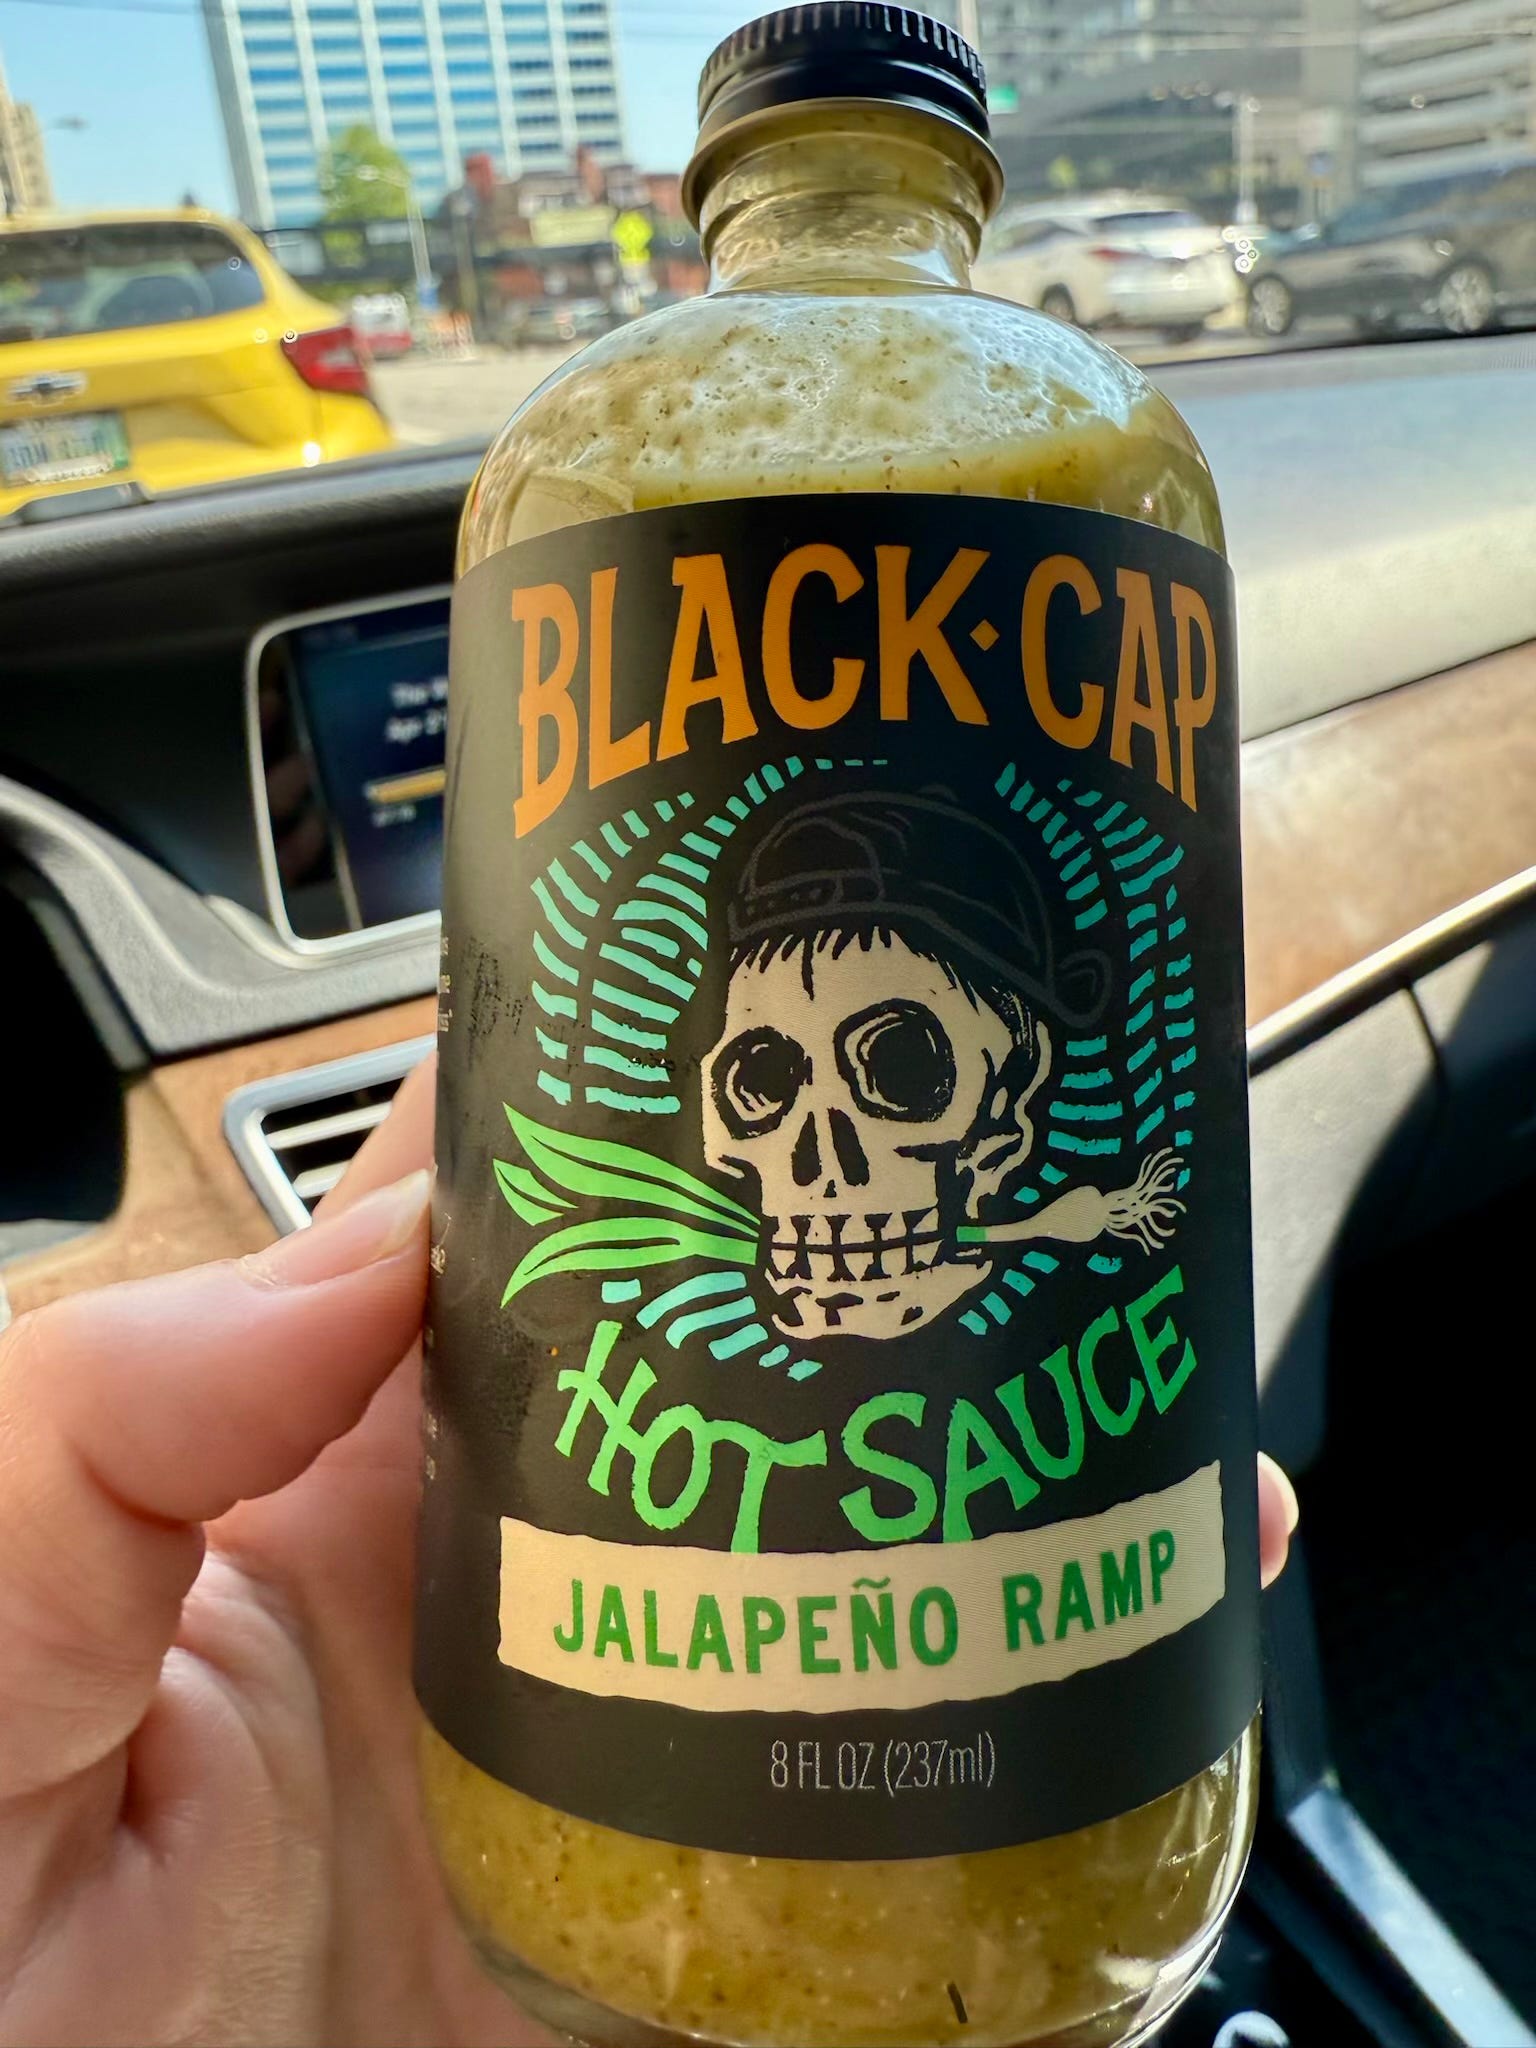 BLACK·CAP
HOT SAUCE
JALAPEÑO RAMP
8 FL OZ (237ml)